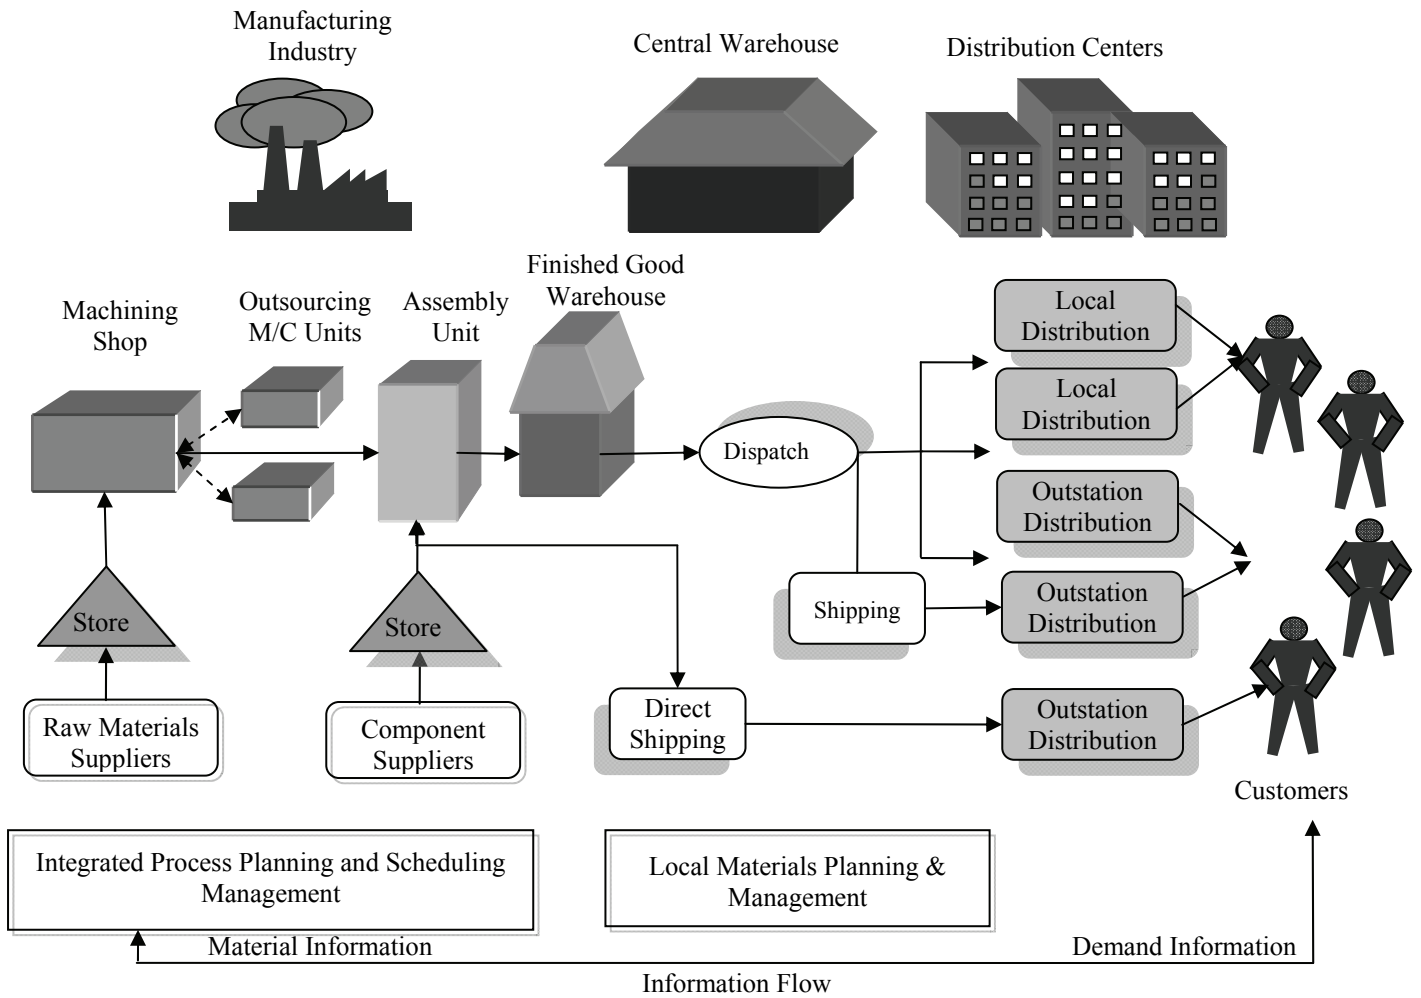 Manufacturing
Industry
Central Warehouse
Distribution Centers
Machining
Shop
Outsourcing
M/C Units
Assembly
Unit
Finished Good
Warehouse
Local
Distribution
Local
Distribution
Dispatch
Outstation
Distribution
Shipping
Outstation
Distribution
Store
Store
Raw Materials
Suppliers
Component
Suppliers
Direct
Shipping
Outstation
Distribution
Customers
Integrated Process Planning and Scheduling
Management
Local Materials Planning &
Management
Material Information
Demand Information
Information Flow